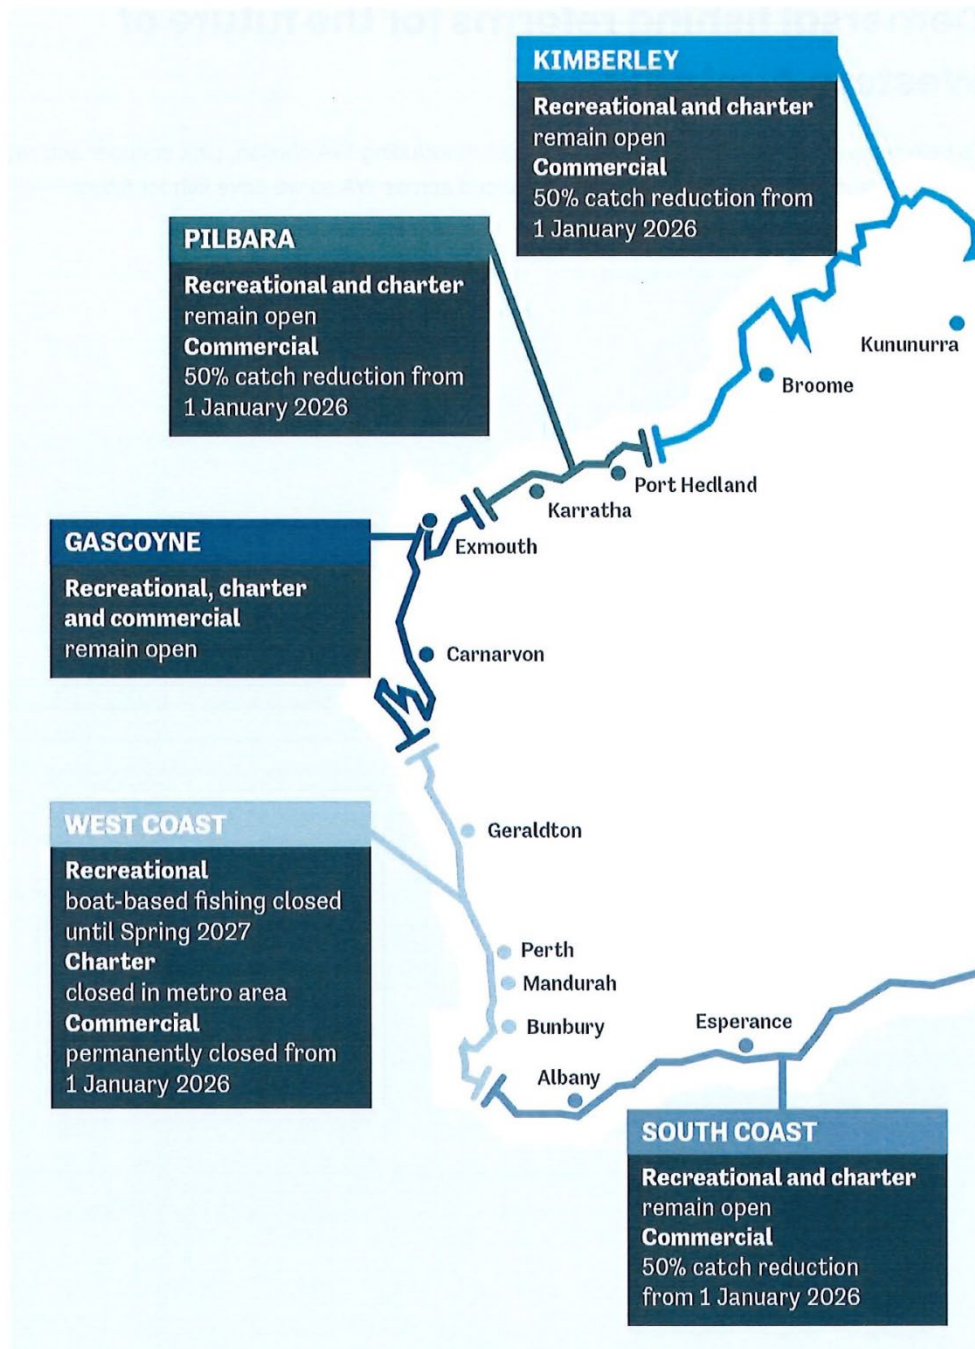 KIMBERLEY
Recreational and charter
remain open
Commercial
50% catch reduction from
1 January 2026
PILBARA
Recreational and charter
remain open
Commercial
50% catch reduction from
1 January 2026
Kununurra
Broome
Port Hedland
Karratha
GASCOYNE
Recreational, charter
and commercial
remain open
Exmouth
Carnarvon
WEST COAST
Recreational
boat-based fishing closed
until Spring 2027
Charter
closed in metro area
Commercial
permanently closed from
1 January 2026
Geraldton
Perth
Mandurah
Bunbury
Esperance
Albany
SOUTH COAST
Recreational and charter
remain open
Commercial
50% catch reduction
from 1 January 2026